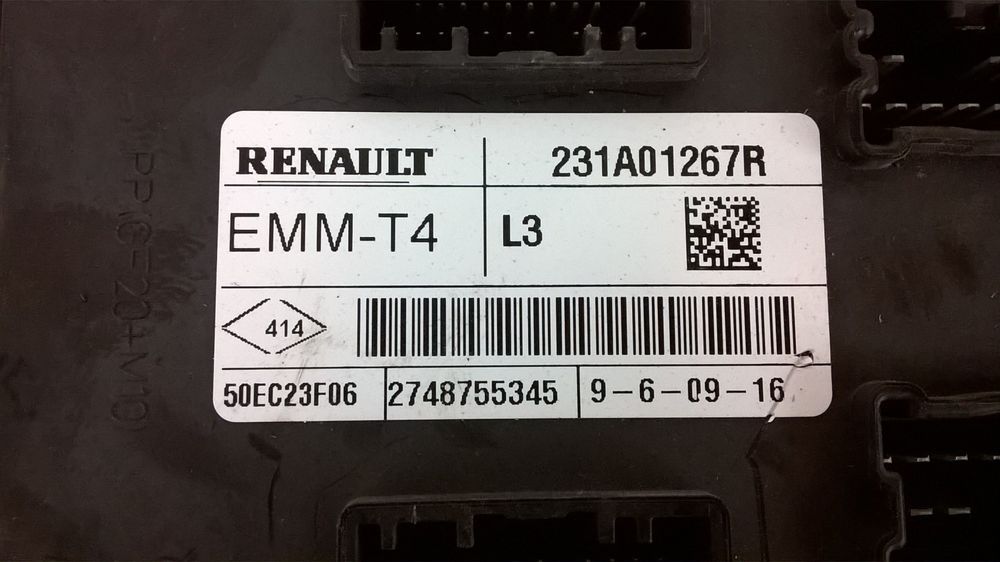 RENAULT 231A01267R
EMM-T4 L3
414
50EC23F06 2748755345 9-6-09-16